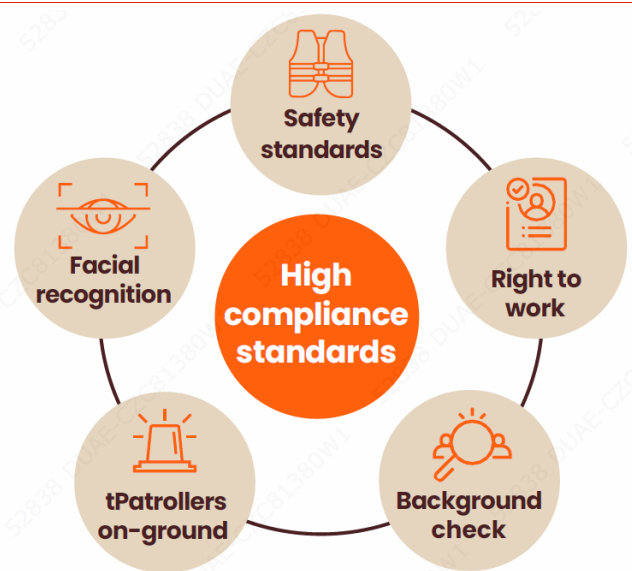 Safety
standards
Facial
recognition
Right to
work
High
compliance
standards
tPatrollers
on-ground
Background
check